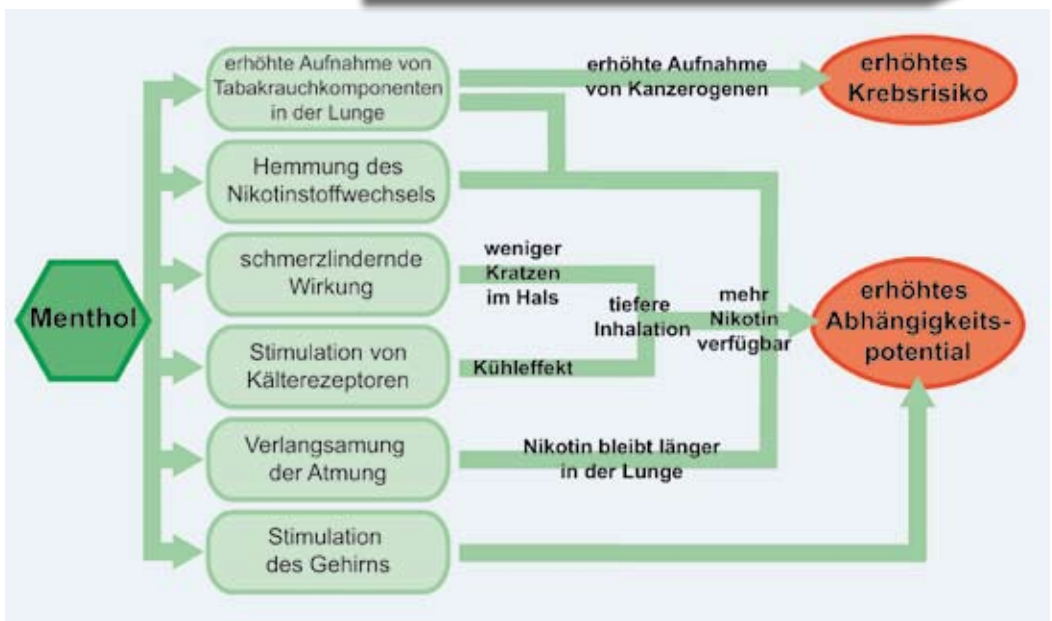 Menthol
erhöhte Aufnahme von
Tabakrauchkomponenten
in der Lunge
erhöhte Aufnahme
von Kanzerogenen
erhöhtes
Krebsrisiko
Hemmung des
Nikotinstoffwechsels
schmerzlindernde
Wirkung
weniger
Kratzen
im Hals
Stimulation von
Kälterezeptoren
Kühleffekt
tiefere
Inhalation
mehr
Nikotin
verfügbar
erhöhtes
Abhängigkeits-
potential
Verlangsamung
der Atmung
Nikotin bleibt länger
in der Lunge
Stimulation
des Gehirns